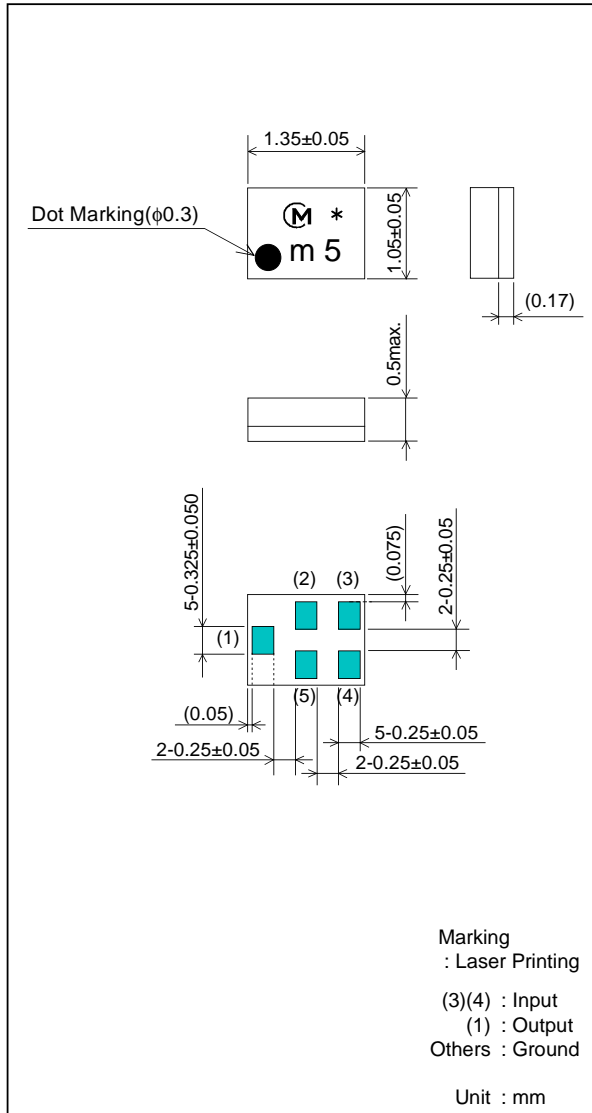 1.35±0.05
Dot Marking(ϕ0.3)
M *
m 5
1.05±0.05
(0.17)
0.5max.
5-0.325±0.050
(0.075)
2-0.25±0.05
(2) (3)
(1)
(5) (4)
(0.05)
5-0.25±0.05
2-0.25±0.05
2-0.25±0.05
Marking
: Laser Printing
(3)(4) : Input
(1) : Output
Others : Ground
Unit : mm